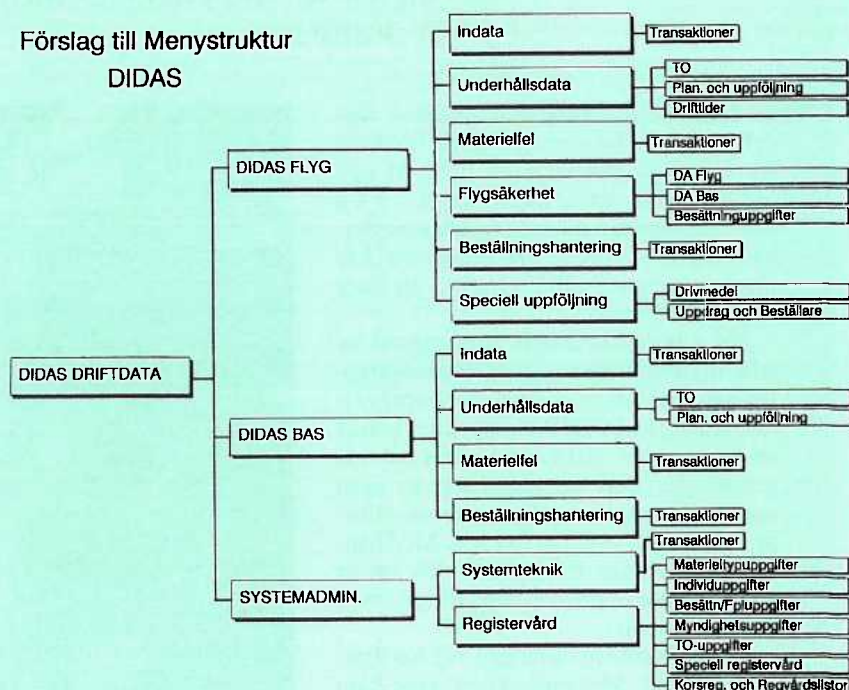 Förslag till Menystruktur
DIDAS
DIDAS DRIFTDATA
DIDAS FLYG
Indata
Transaktioner
Underhållsdata
TO
Plan. och uppföljning
Drifttider
Materielfel
Transaktioner
Flygsäkerhet
DA Flyg
DA Bas
Besättninguppgifter
Beställningshantering
Transaktioner
Speciell uppföljning
Drivmedel
Uppdrag och Beställare
DIDAS BAS
Indata
Transaktioner
Underhållsdata
TO
Plan. och uppföljning
Materielfel
Transaktioner
Beställningshantering
Transaktioner
SYSTEMADMIN.
Systemteknik
Transaktioner
Registervård
Materieltypuppgifter
Individuppgifter
Besättn/Fpluppgifter
Myndighetsuppgifter
TO-uppgifter
Speciell registervård
Korsreg. och Regvårdslistor